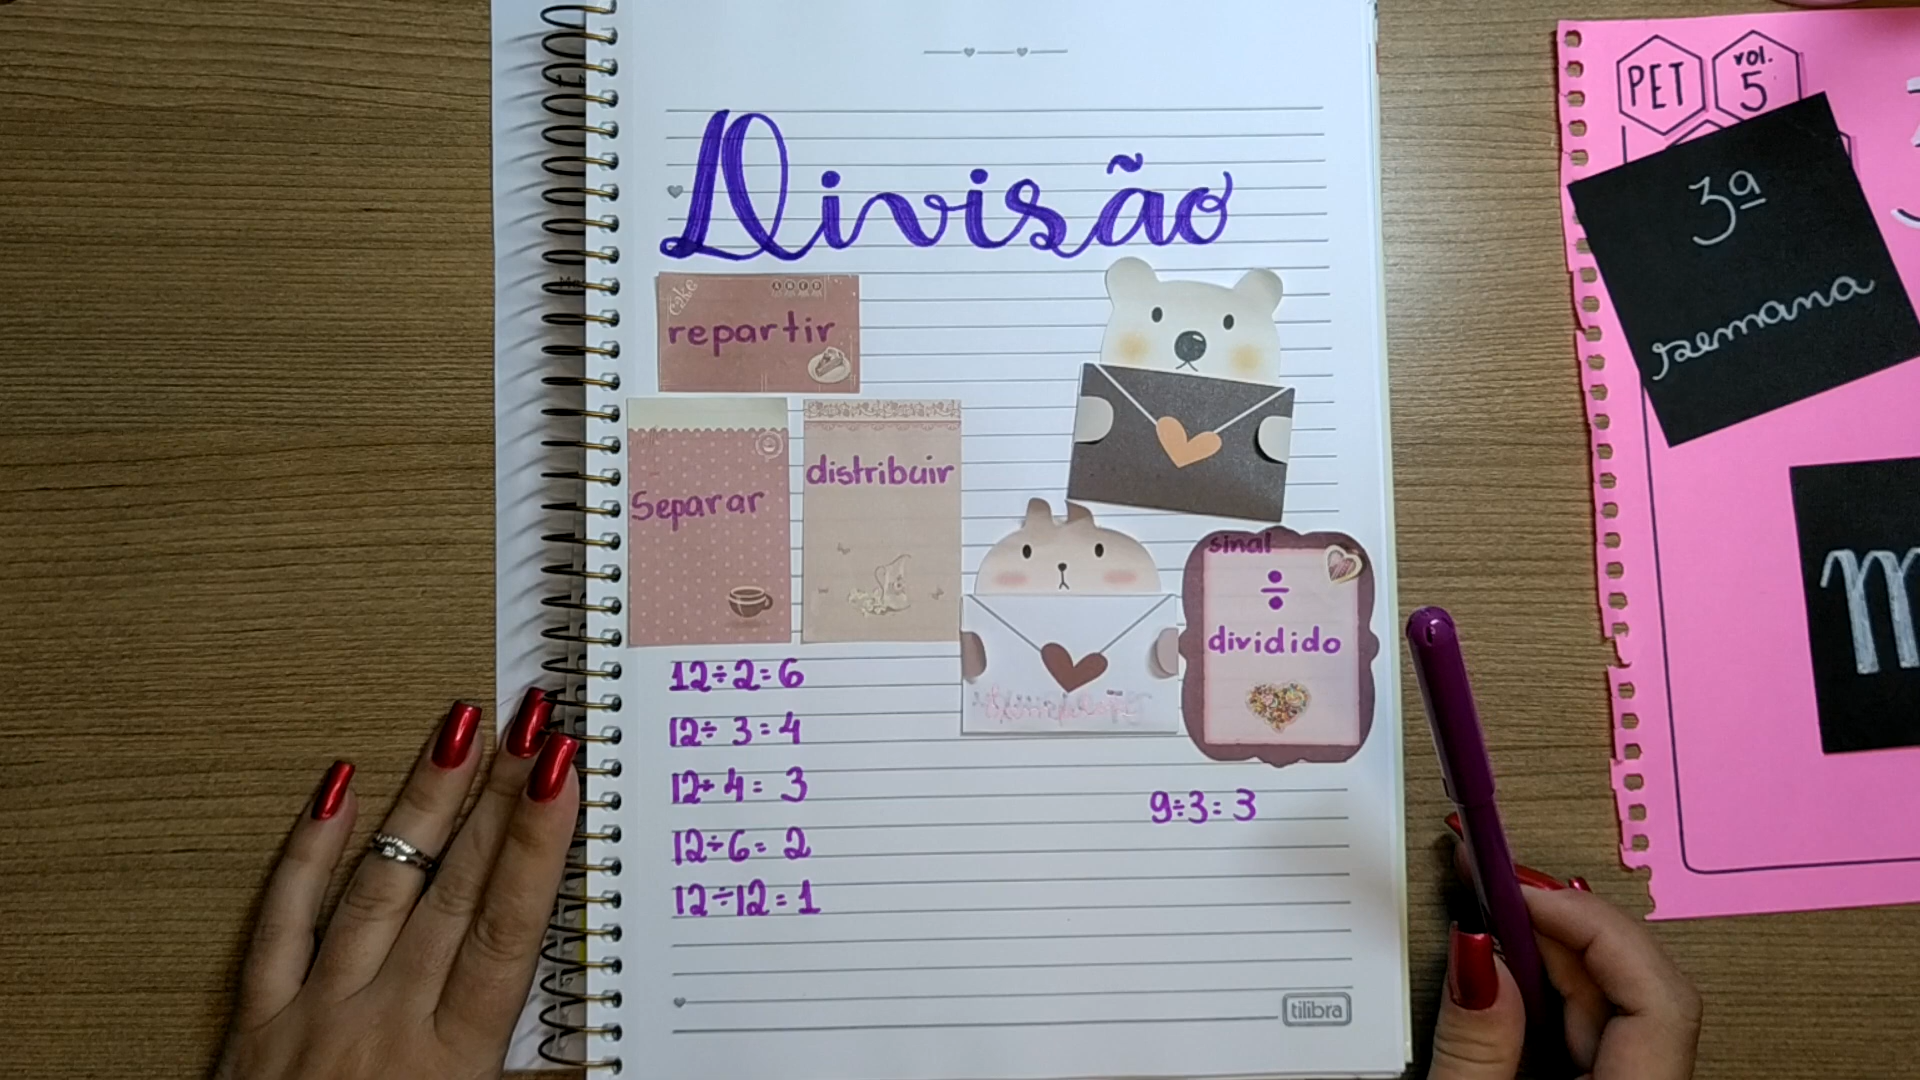 Divisão
cake
repartir
Separar
distribuir
sinal
÷
dividido
12÷2=6
12÷3=4
12÷4=3
12÷6=2
12÷12=1
9÷3=3
tilibra
PET
vol.
5
3ª
semana
m